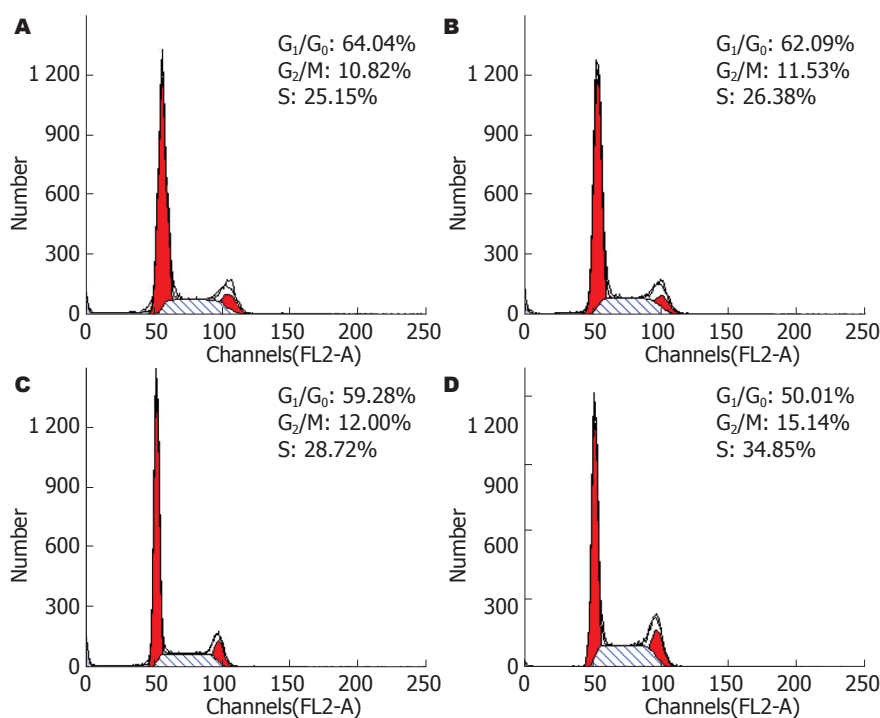 A
G₁/G₀: 64.04%
G₂/M: 10.82%
S: 25.15%
1 200
900
600
300
0
Number
0 50 100 150 200 250
Channels(FL2-A)
B
G₁/G₀: 62.09%
G₂/M: 11.53%
S: 26.38%
1 200
900
600
300
0
Number
0 50 100 150 200 250
Channels(FL2-A)
C
G₁/G₀: 59.28%
G₂/M: 12.00%
S: 28.72%
1 200
900
600
300
0
Number
0 50 100 150 200 250
Channels(FL2-A)
D
G₁/G₀: 50.01%
G₂/M: 15.14%
S: 34.85%
1 200
900
600
300
0
Number
0 50 100 150 200 250
Channels(FL2-A)